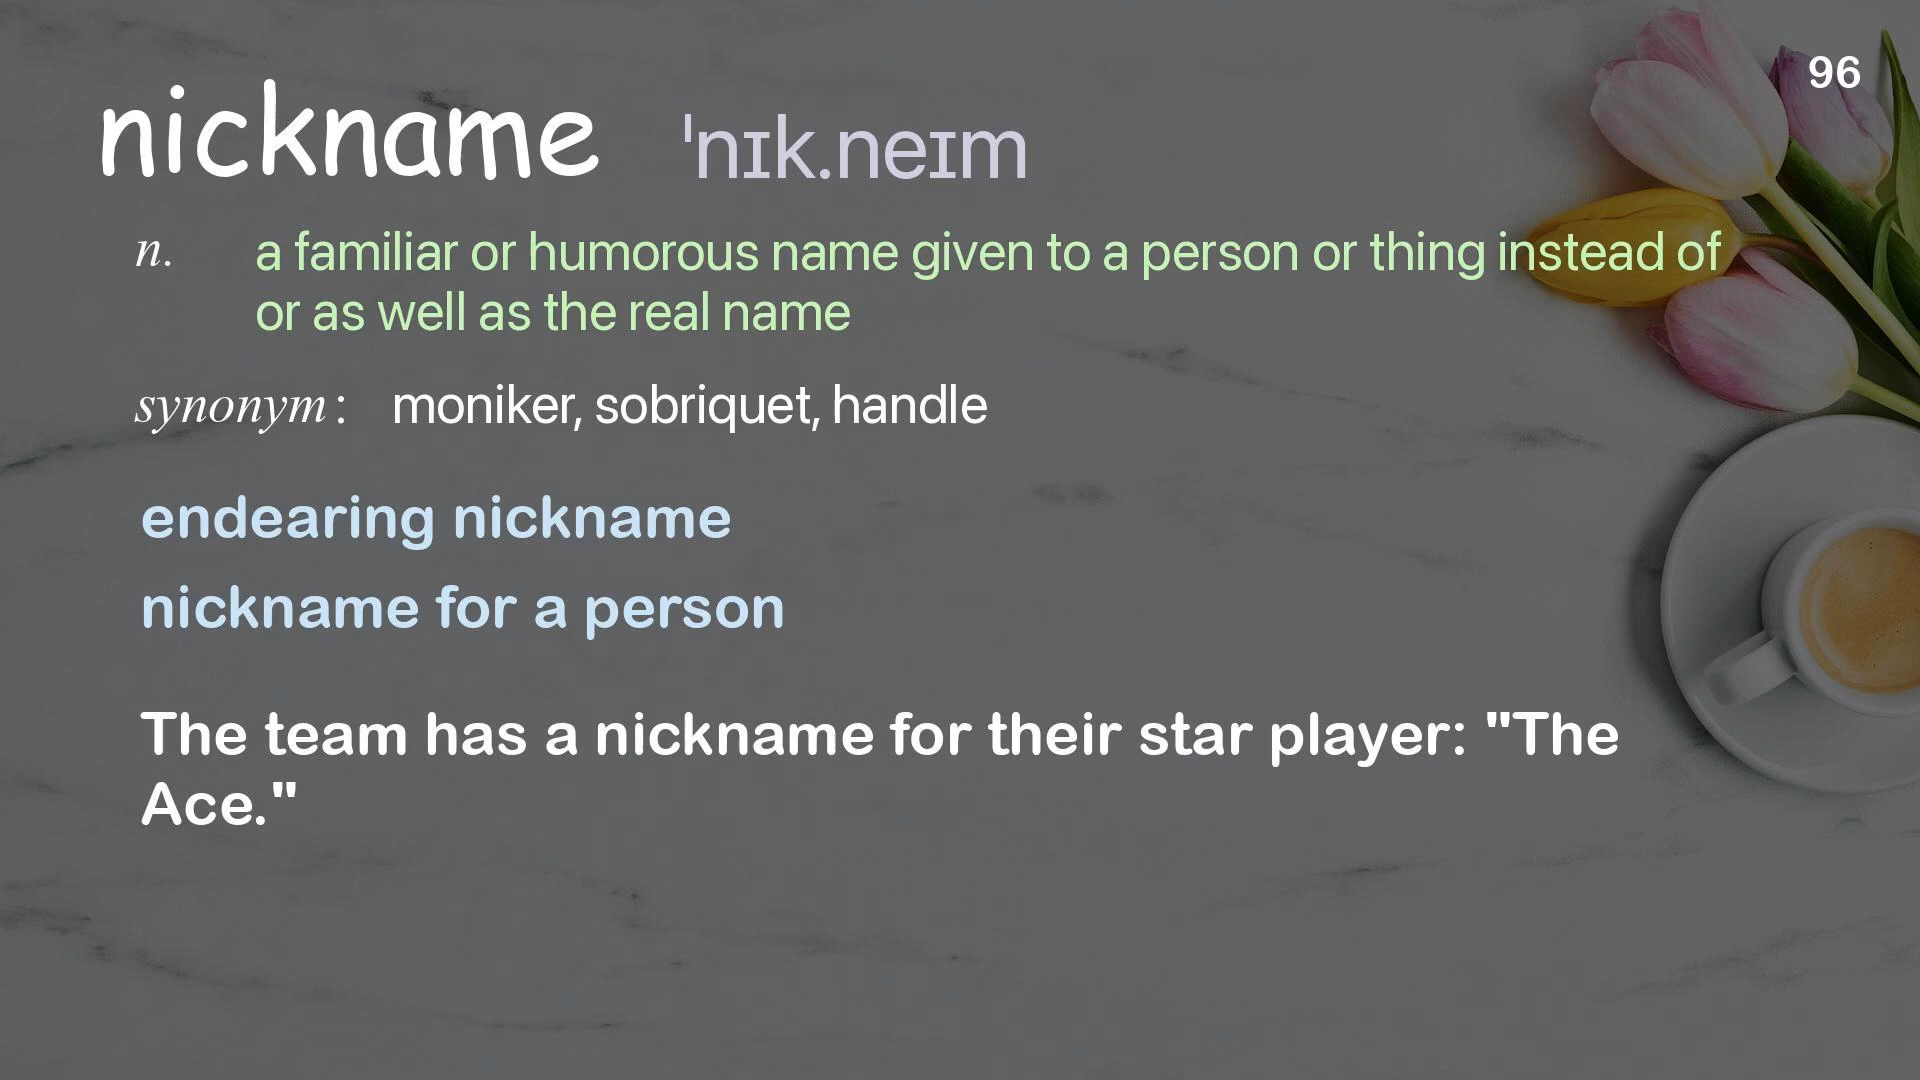 96
nickname ˈnɪk.neɪm
n. a familiar or humorous name given to a person or thing instead of
or as well as the real name
synonym: moniker, sobriquet, handle
endearing nickname
nickname for a person
The team has a nickname for their star player: "The
Ace."